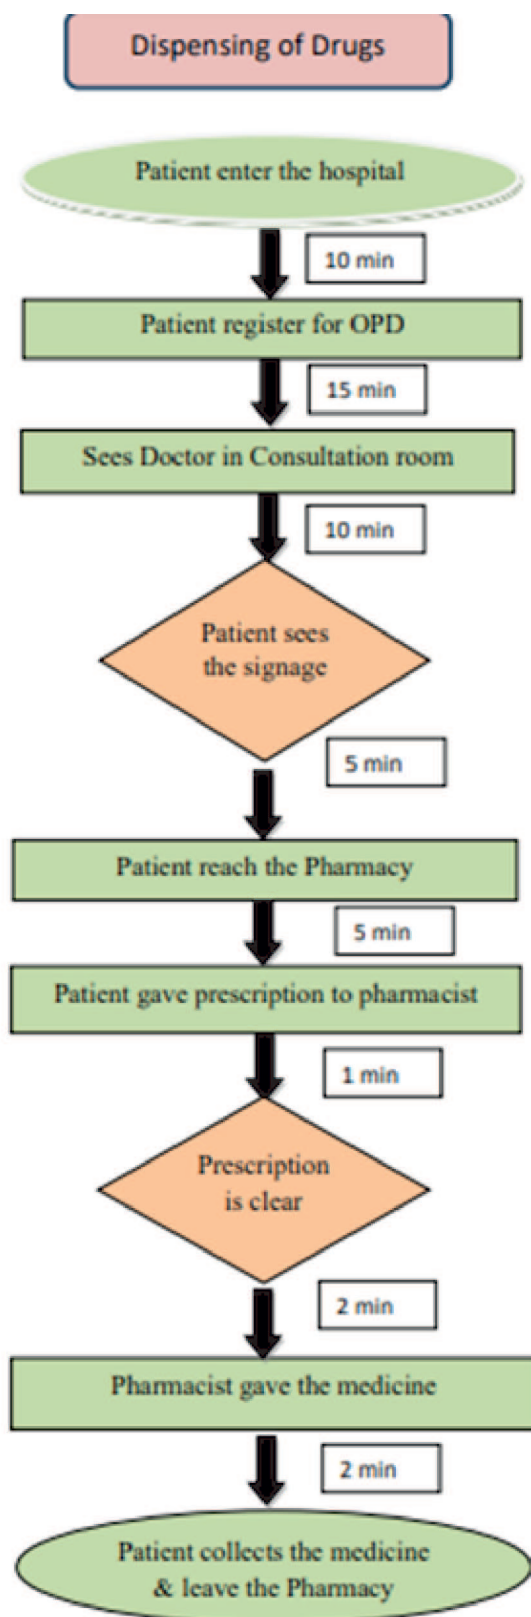 Dispensing of Drugs
Patient enter the hospital
10 min
Patient register for OPD
15 min
Sees Doctor in Consultation room
10 min
Patient sees
the signage
5 min
Patient reach the Pharmacy
5 min
Patient gave prescription to pharmacist
1 min
Prescription
is clear
2 min
Pharmacist gave the medicine
2 min
Patient collects the medicine
& leave the Pharmacy